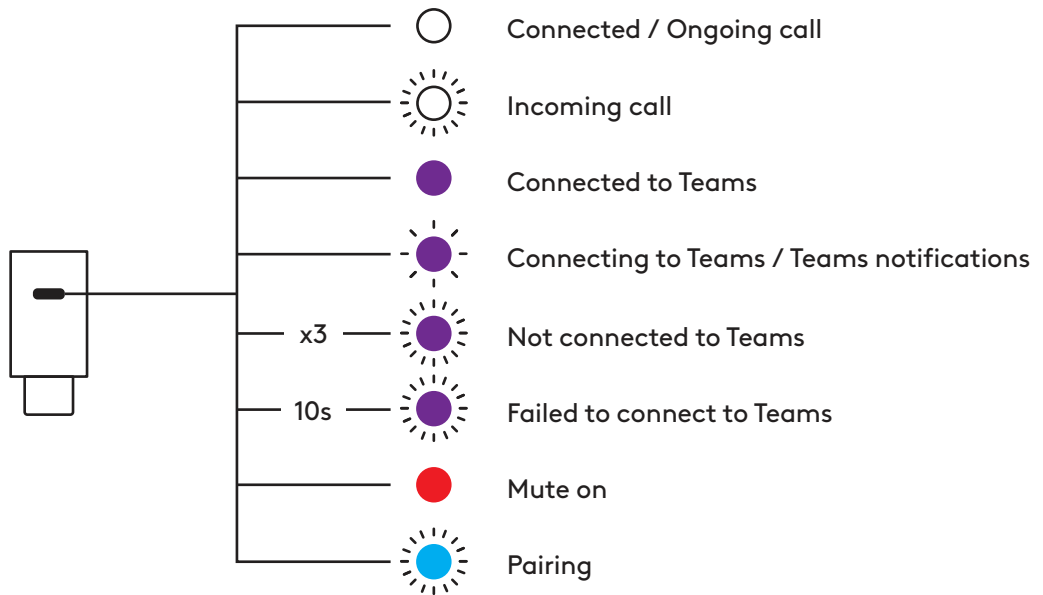 Connected / Ongoing call
Incoming call
Connected to Teams
Connecting to Teams / Teams notifications
x3 Not connected to Teams
10s Failed to connect to Teams
Mute on
Pairing